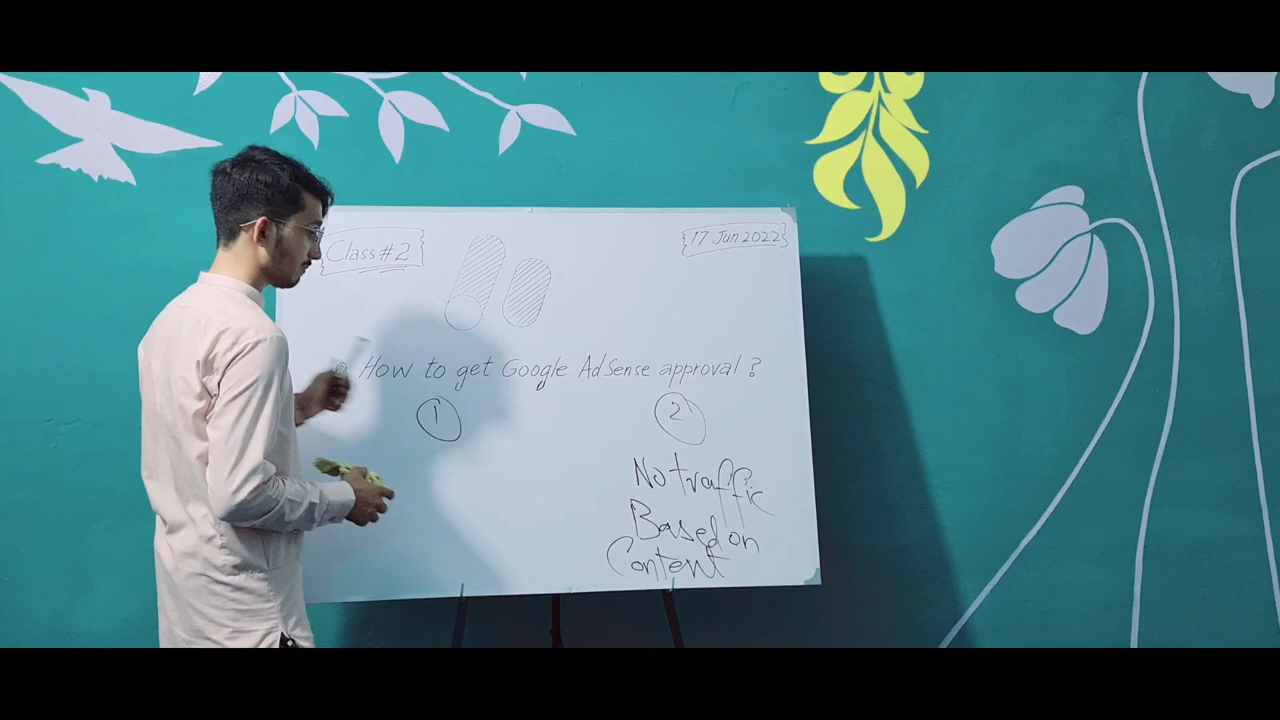 Class#2
17 Jun 2022
How to get Google AdSense approval?
1
2
No traffic
Based on
Content